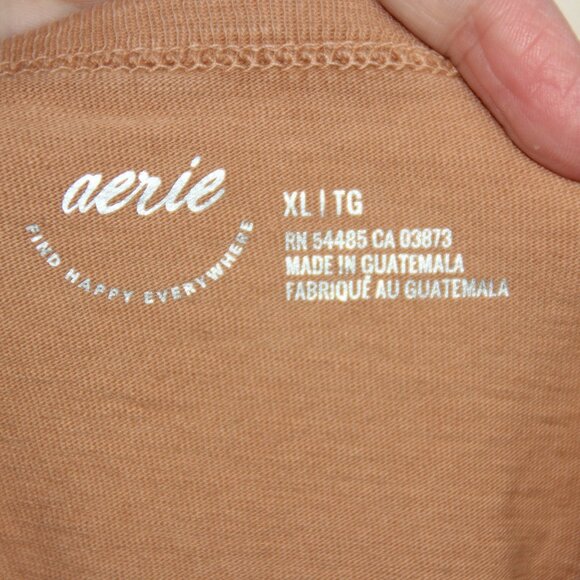 aerie
FIND HAPPY EVERYWHERE
XL | TG
RN 54485 CA 03873
MADE IN GUATEMALA
FABRIQUÉ AU GUATEMALA